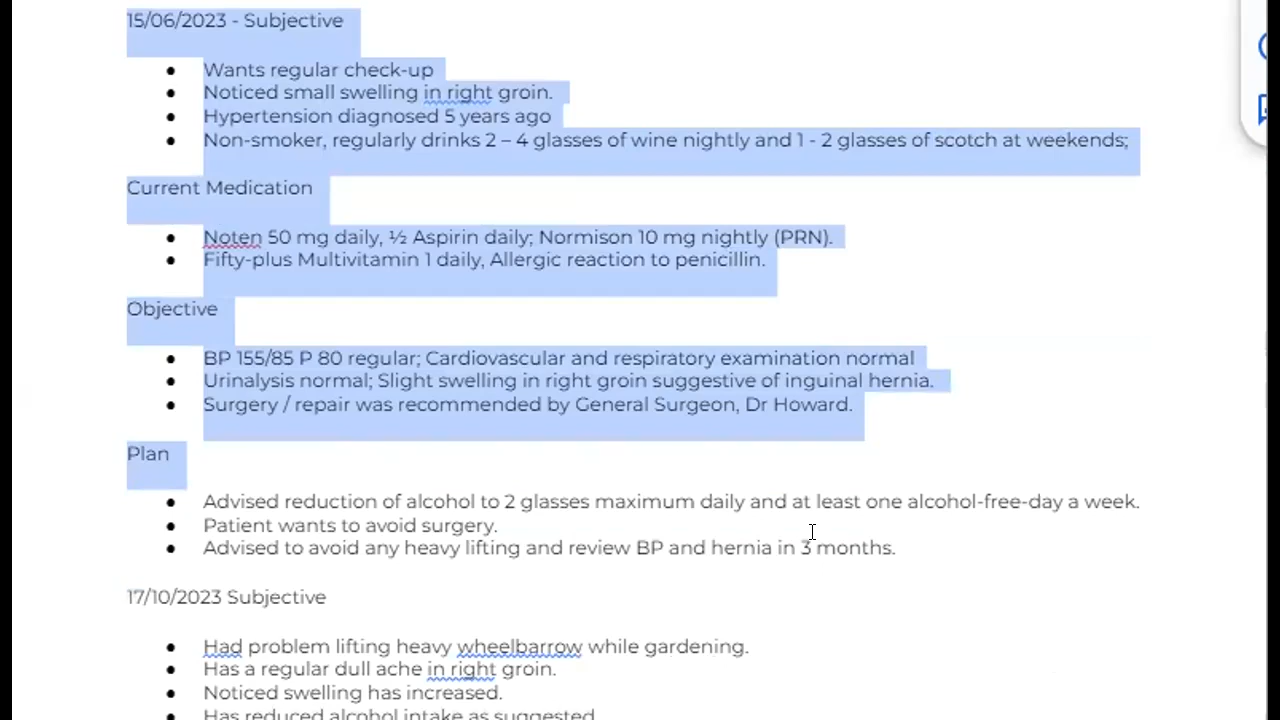 15/06/2023 - Subjective
● Wants regular check-up
● Noticed small swelling in right groin.
● Hypertension diagnosed 5 years ago
● Non-smoker, regularly drinks 2 – 4 glasses of wine nightly and 1 - 2 glasses of scotch at weekends;
Current Medication
● Noten 50 mg daily, ½ Aspirin daily; Normison 10 mg nightly (PRN).
● Fifty-plus Multivitamin 1 daily, Allergic reaction to penicillin.
Objective
● BP 155/85 P 80 regular; Cardiovascular and respiratory examination normal
● Urinalysis normal; Slight swelling in right groin suggestive of inguinal hernia.
● Surgery / repair was recommended by General Surgeon, Dr Howard.
Plan
● Advised reduction of alcohol to 2 glasses maximum daily and at least one alcohol-free-day a week.
● Patient wants to avoid surgery.
● Advised to avoid any heavy lifting and review BP and hernia in 3 months.
17/10/2023 Subjective
● Had problem lifting heavy wheelbarrow while gardening.
● Has a regular dull ache in right groin.
● Noticed swelling has increased.
● Has reduced alcohol intake as suggested